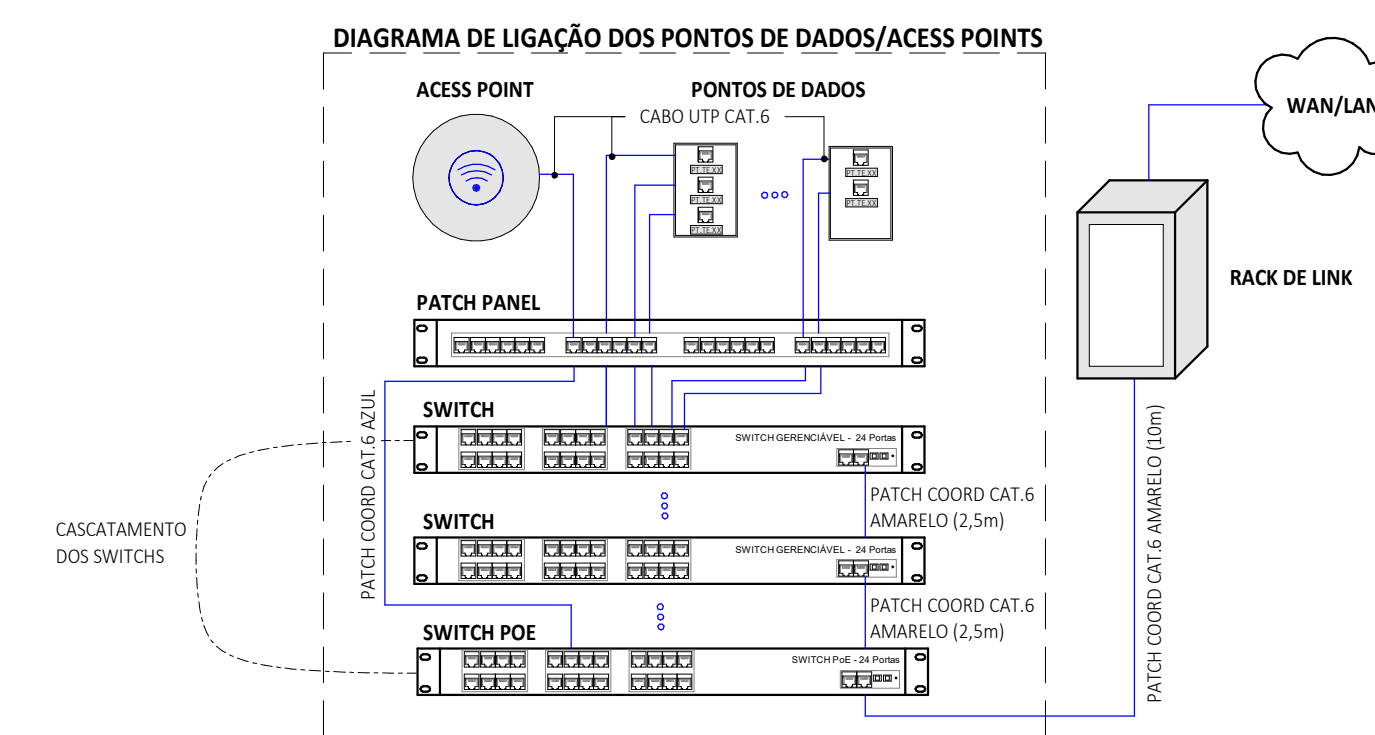 DIAGRAMA DE LIGAÇÃO DOS PONTOS DE DADOS/ACESS POINTS
ACESS POINT
PONTOS DE DADOS
CABO UTP CAT.6
PT.TE.XX
PT.TE.XX
PT.TE.XX
PT.TE.XX
PT.TE.XX
WAN/LAN
RACK DE LINK
PATCH PANEL
PATCH COORD CAT.6 AZUL
SWITCH
SWITCH GERENCIÁVEL - 24 Portas
PATCH COORD CAT.6
AMARELO (2,5m)
CASCATAMENTO
DOS SWITCHS
SWITCH
SWITCH GERENCIÁVEL - 24 Portas
PATCH COORD CAT.6
AMARELO (2,5m)
PATCH COORD CAT.6 AMARELO (10m)
SWITCH POE
SWITCH PoE - 24 Portas